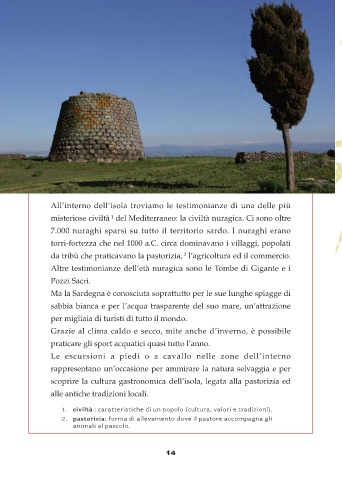 All'interno dell'isola troviamo le testimonianze di una delle più
misteriose civiltà ¹ del Mediterraneo: la civiltà nuragica. Ci sono oltre
7.000 nuraghi sparsi su tutto il territorio sardo. I nuraghi erano
torri-fortezza che nel 1000 a.C. circa dominavano i villaggi, popolati
da tribù che praticavano la pastorizia, ² l'agricoltura ed il commercio.
Altre testimonianze dell'età nuragica sono le Tombe di Gigante e i
Pozzi Sacri.
Ma la Sardegna è conosciuta soprattutto per le sue lunghe spiagge di
sabbia bianca e per l'acqua trasparente del suo mare, un'attrazione
per migliaia di turisti di tutto il mondo.
Grazie al clima caldo e secco, mite anche d'inverno, è possibile
praticare gli sport acquatici quasi tutto l'anno.
Le escursioni a piedi o a cavallo nelle zone dell'interno
rappresentano un'occasione per ammirare la natura selvaggia e per
scoprire la cultura gastronomica dell'isola, legata alla pastorizia ed
alle antiche tradizioni locali.
1. civiltà : caratteristiche di un popolo (cultura, valori e tradizioni).
2. pastorizia: forma di allevamento dove il pastore accompagna gli
animali al pascolo.
14